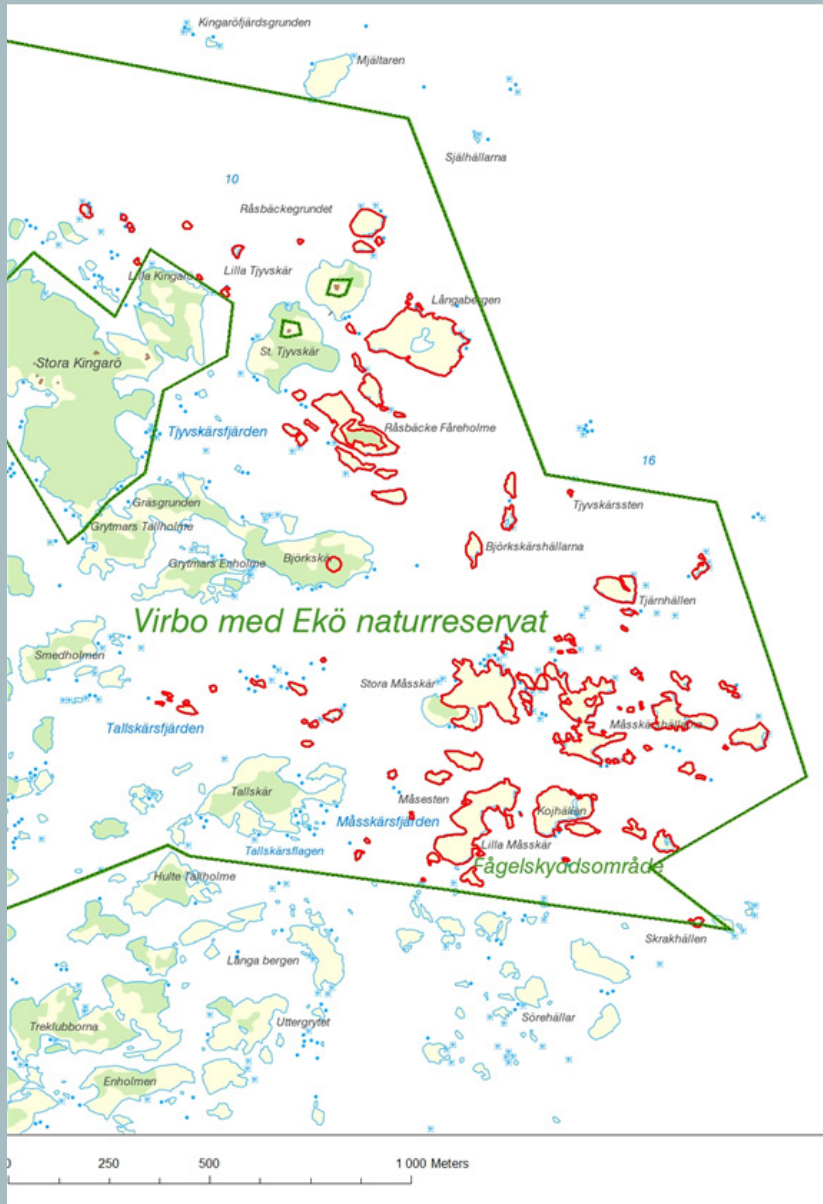 Kingaröfjärdsgrunden
Mjältaren
Själhällarna
10
Råsbäckegrundet
Lilla Kingarö
Lilla Tjyvskär
Långabergen
St. Tjyvskär
Stora Kingarö
Tjyvskärsfjärden
Råsbäcke Fåreholme
16
Gräsgrunden
Tjyvskärssten
Grytmars Tallholme
Björkskärshällarna
Grytmars Enholme
Björkskär
Tjärnhällen
Virbo med Ekö naturreservat
Smedholmen
Stora Måsskär
Tallskärsfjärden
Måsskärshällarna
Tallskär
Måsesten
Kojhällen
Måsskärsfjärden
Lilla Måsskär
Tallskärsflagen
Fågelskyddsområde
Hulte Tallholme
Skrakhällen
Långa bergen
Sörehällar
Treklubborna
Uttergrytet
Enholmen
0 250 500 1 000 Meters